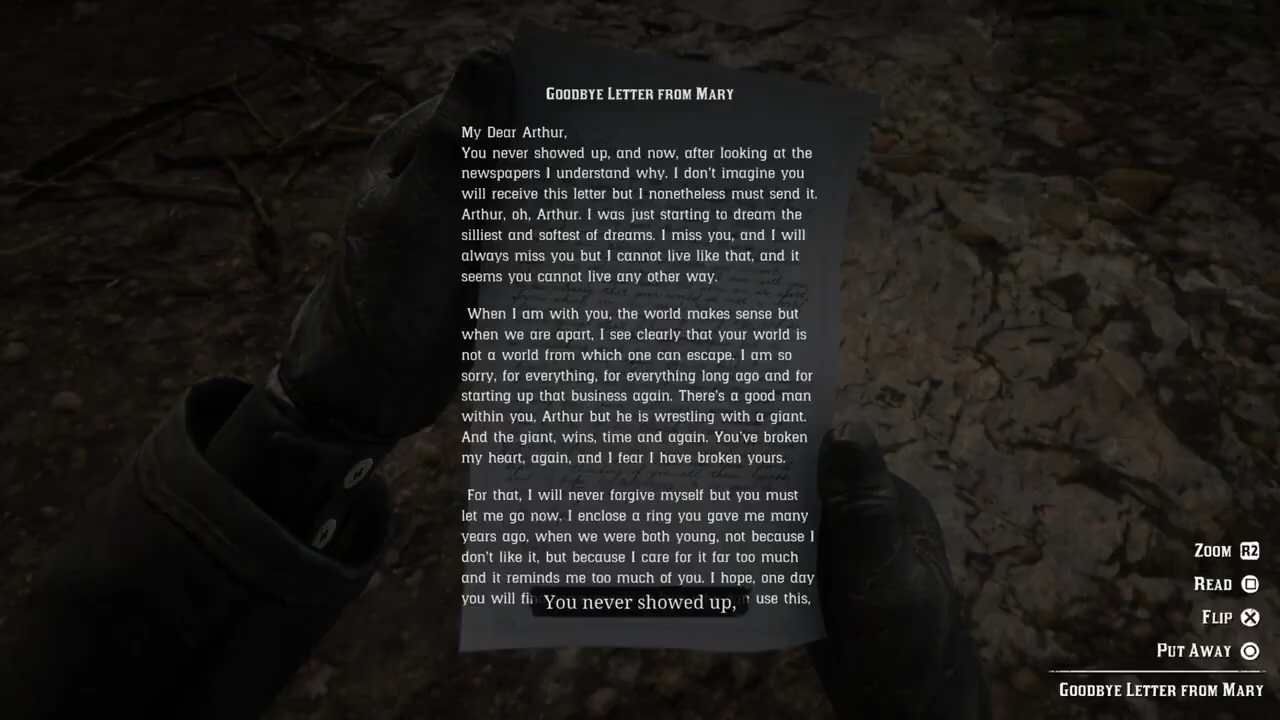 Goodbye Letter from Mary
My Dear Arthur,
You never showed up, and now, after looking at the
newspapers I understand why. I don't imagine you
will receive this letter but I nonetheless must send it.
Arthur, oh, Arthur. I was just starting to dream the
silliest and softest of dreams. I miss you, and I will
always miss you but I cannot live like that, and it
seems you cannot live any other way.
When I am with you, the world makes sense but
when we are apart, I see clearly that your world is
not a world from which one can escape. I am so
sorry, for everything, for everything long ago and for
starting up that business again. There's a good man
within you, Arthur but he is wrestling with a giant.
And the giant, wins, time and again. You've broken
my heart, again, and I fear I have broken yours.
For that, I will never forgive myself but you must
let me go now. I enclose a ring you gave me many
years ago, when we were both young, not because I
don't like it, but because I care for it far too much
and it reminds me too much of you. I hope, one day
you will use this,
You never showed up,
Zoom R2
Read
Flip
Put Away
Goodbye Letter from Mary